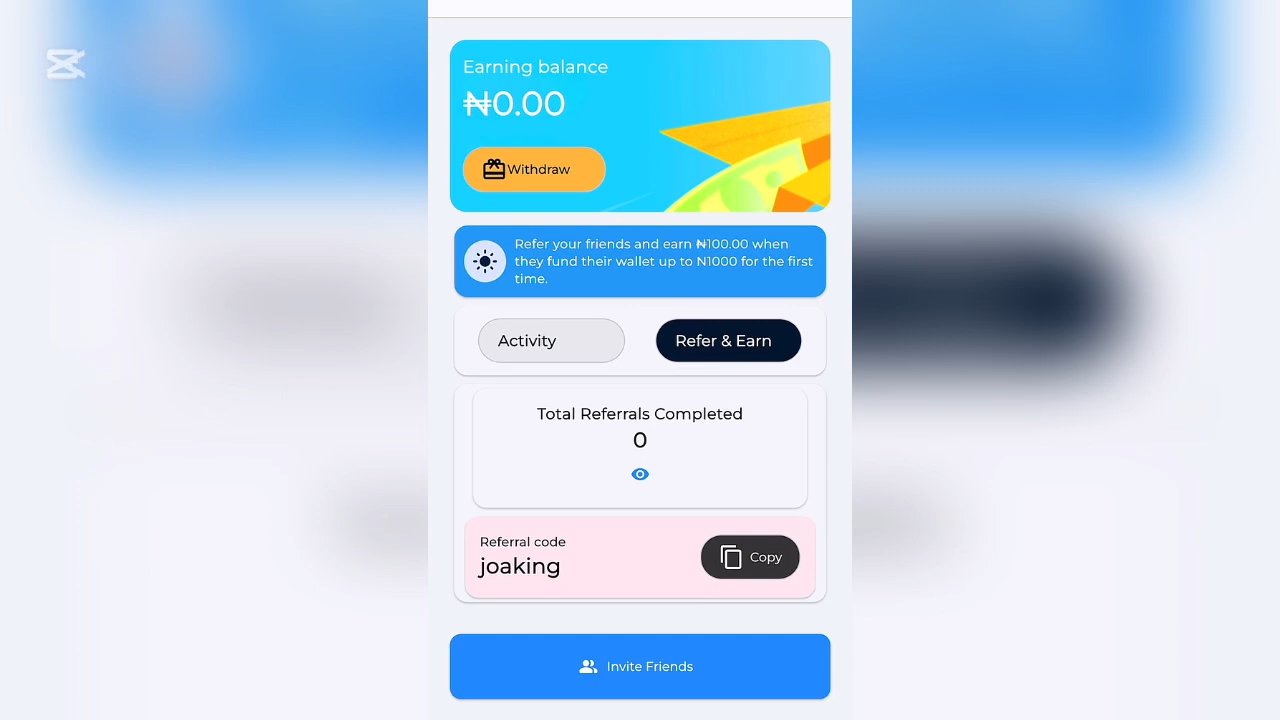 Earning balance
₦0.00
Withdraw
Refer your friends and earn ₦100.00 when
they fund their wallet up to N1000 for the first
time.
Activity
Refer & Earn
Total Referrals Completed
0
Referral code
joaking
Copy
Invite Friends